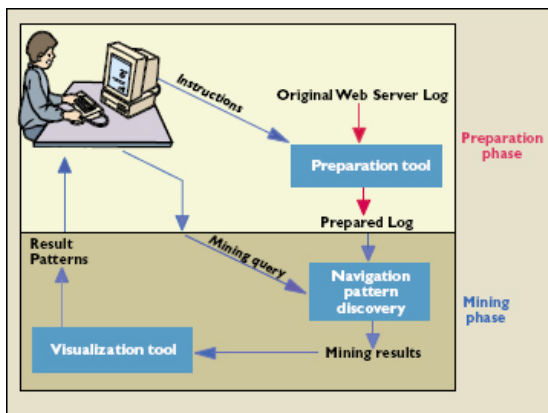 Instructions
Original Web Server Log
Preparation
phase
Preparation tool
Prepared Log
Result
Patterns
Mining query
Navigation
pattern
discovery
Mining
phase
Visualization tool
Mining results